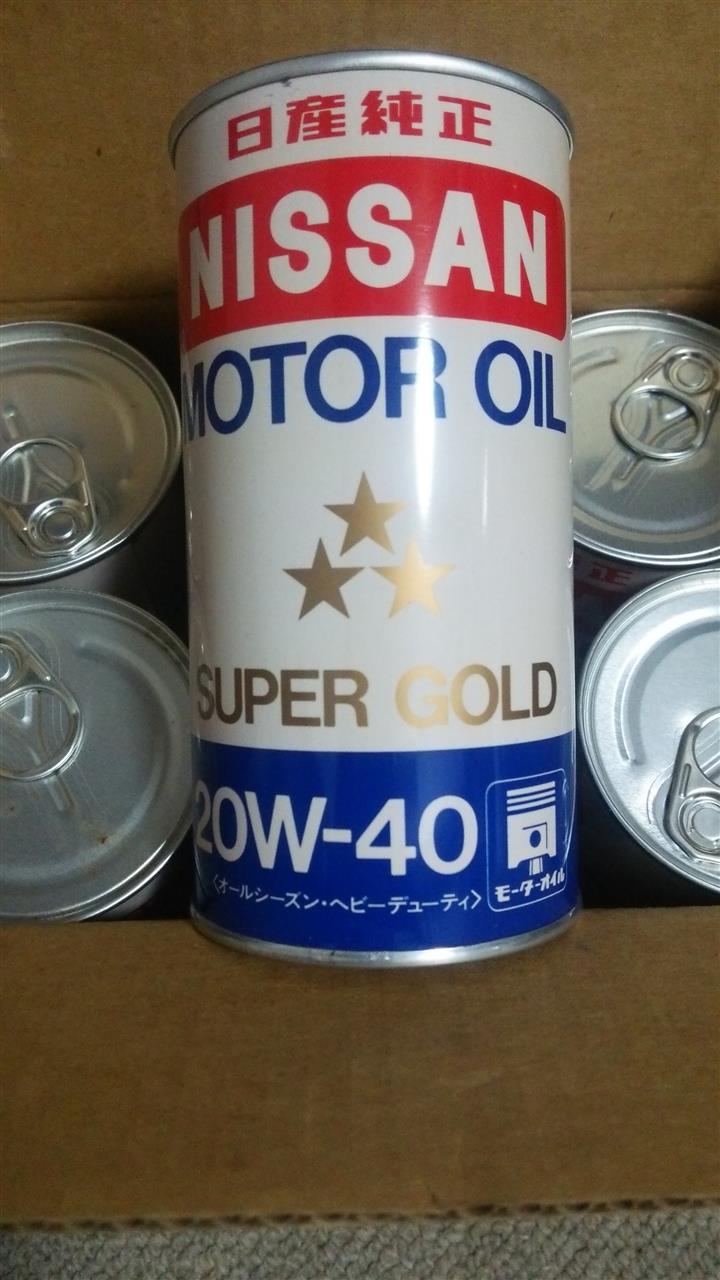 日産純正
NISSAN
MOTOR OIL
SUPER GOLD
20W-40
モーターオイル
〈オールシーズン・ヘビーデューティ〉
正